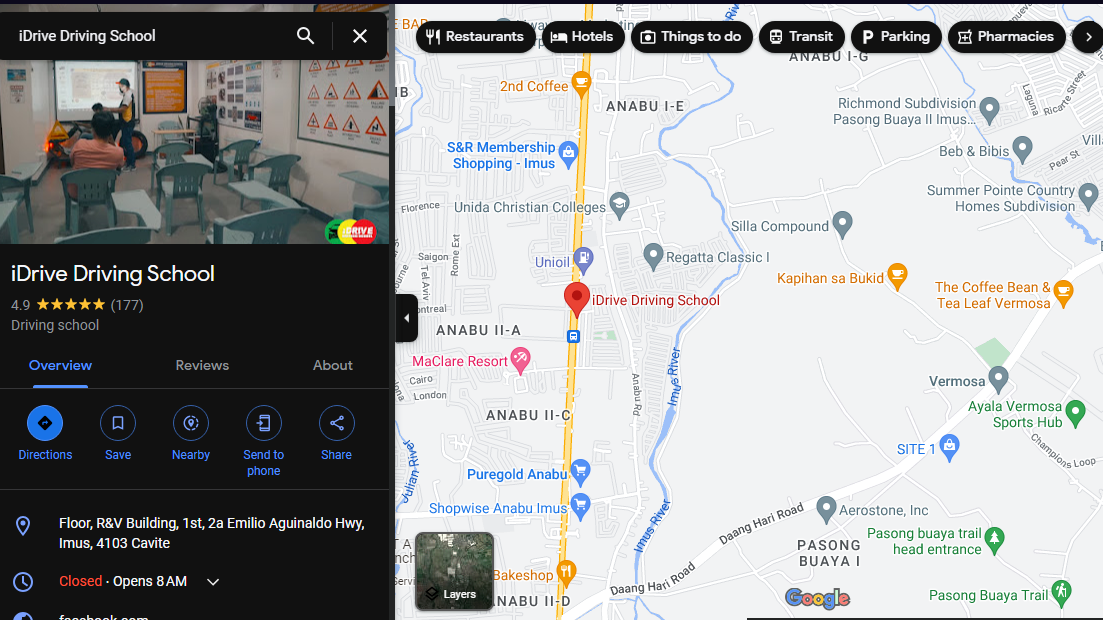 iDrive Driving School
iDRIVE
iDrive Driving School
4.9 ★★★★★ (177)
Driving school
Overview
Reviews
About
Directions
Save
Nearby
Send to
phone
Share
Floor, R&V Building, 1st, 2a Emilio Aguinaldo Hwy,
Imus, 4103 Cavite
Closed · Opens 8 AM
facebook.com
Restaurants
Hotels
Things to do
Transit
Parking
Pharmacies
E BAR
ANABU I-G
2nd Coffee
ANABU I-E
Laguna
Ricarte Street
Richmond Subdivision
Pasong Buaya II Imus...
S&R Membership
Shopping - Imus
Beb & Bibis
Pear St
Summer Pointe Country
Homes Subdivision
Florence
Unida Christian Colleges
Silla Compound
Rome Ext
Saigon
Tel Aviv
Unioil
Regatta Classic I
Kapihan sa Bukid
The Coffee Bean &
Tea Leaf Vermosa
iDrive Driving School
ANABU II-A
MaClare Resort
Cairo
London
Imus River
Anabu Rd
Vermosa
ANABU II-C
Ayala Vermosa
Sports Hub
Champions Loop
SITE 1
Julian River
Puregold Anabu
Shopwise Anabu Imus
Imus River
Daang Hari Road
Aerostone, Inc
PASONG
BUAYA I
Pasong buaya trail
head entrance
Bakeshop
Layers
ANABU II-D
Daang Hari Road
Google
Pasong Buaya Trail